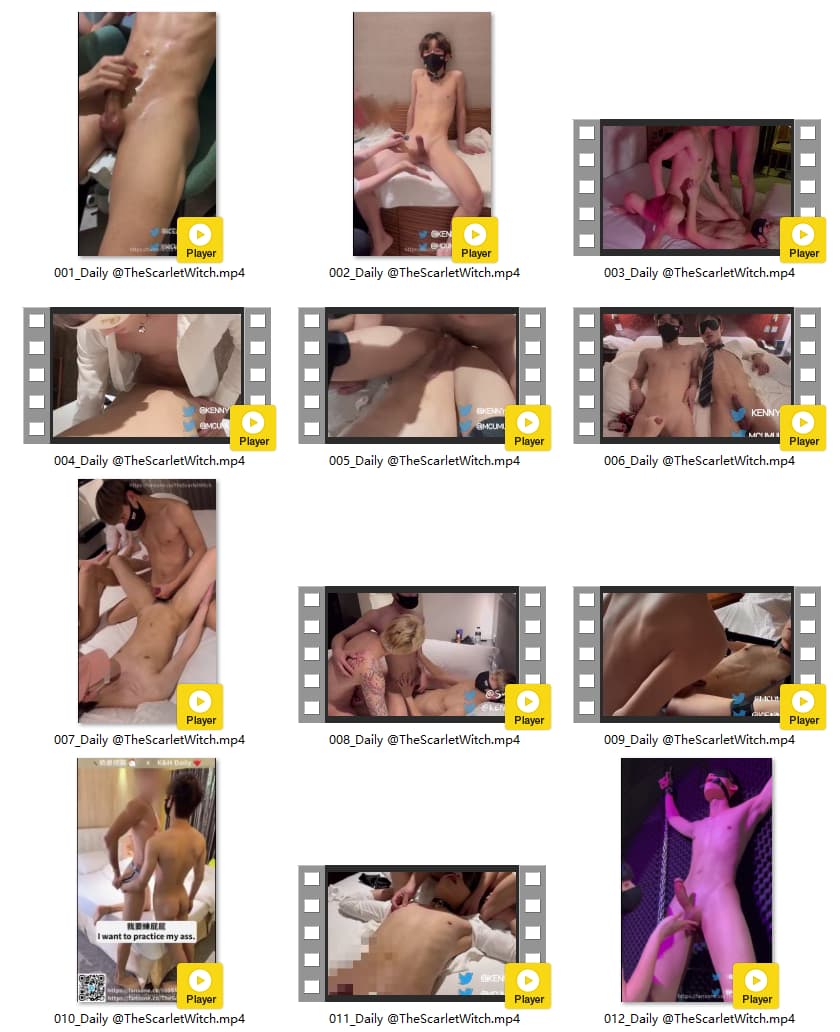 Player
Player
Player
001_Daily @TheScarletWitch.mp4
002_Daily @TheScarletWitch.mp4
003_Daily @TheScarletWitch.mp4
@KENNY
KENNY
Player
Player
Player
004_Daily @TheScarletWitch.mp4
005_Daily @TheScarletWitch.mp4
006_Daily @TheScarletWitch.mp4
Player
Player
Player
007_Daily @TheScarletWitch.mp4
008_Daily @TheScarletWitch.mp4
009_Daily @TheScarletWitch.mp4
K&H Daily
我要練屁屁
I want to practice my ass.
Player
Player
Player
010_Daily @TheScarletWitch.mp4
011_Daily @TheScarletWitch.mp4
012_Daily @TheScarletWitch.mp4